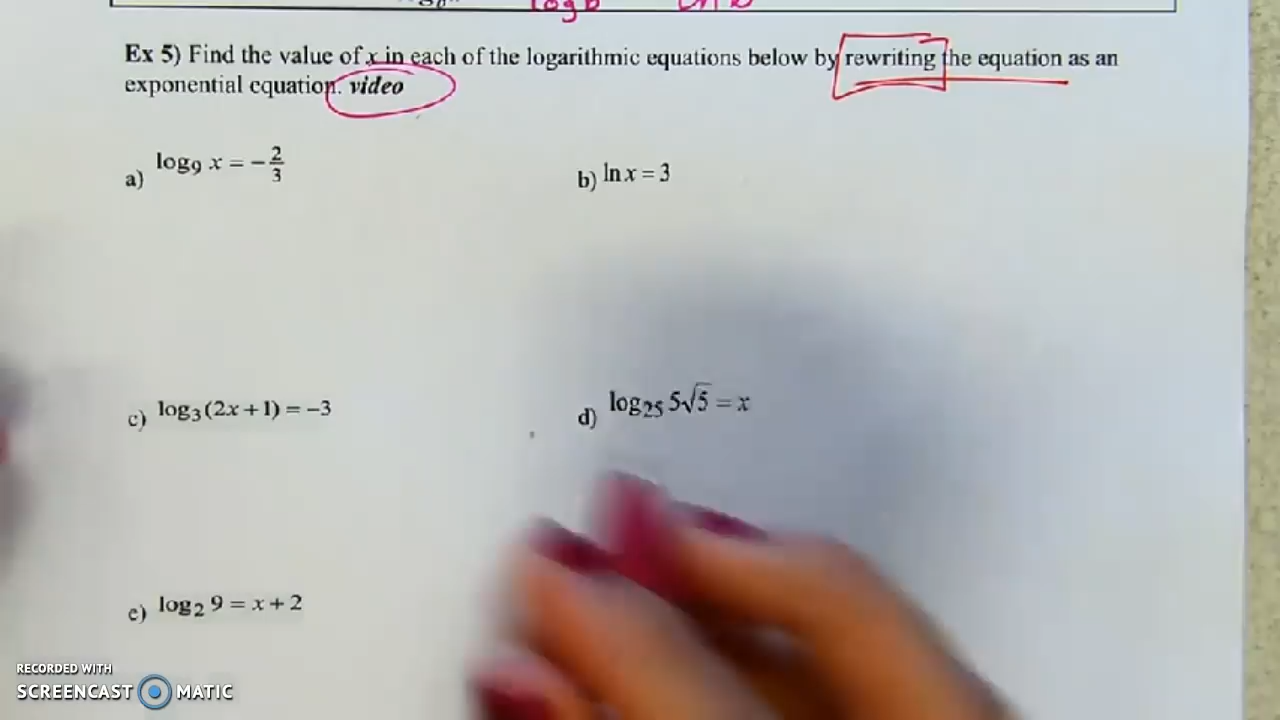 log b
Ex 5) Find the value of x in each of the logarithmic equations below by rewriting the equation as an
exponential equation. video
a) log₉ x = −2/3
b) ln x = 3
c) log₃(2x+1) = −3
d) log₂₅ 5√5 = x
e) log₂ 9 = x + 2
RECORDED WITH
SCREENCAST MATIC